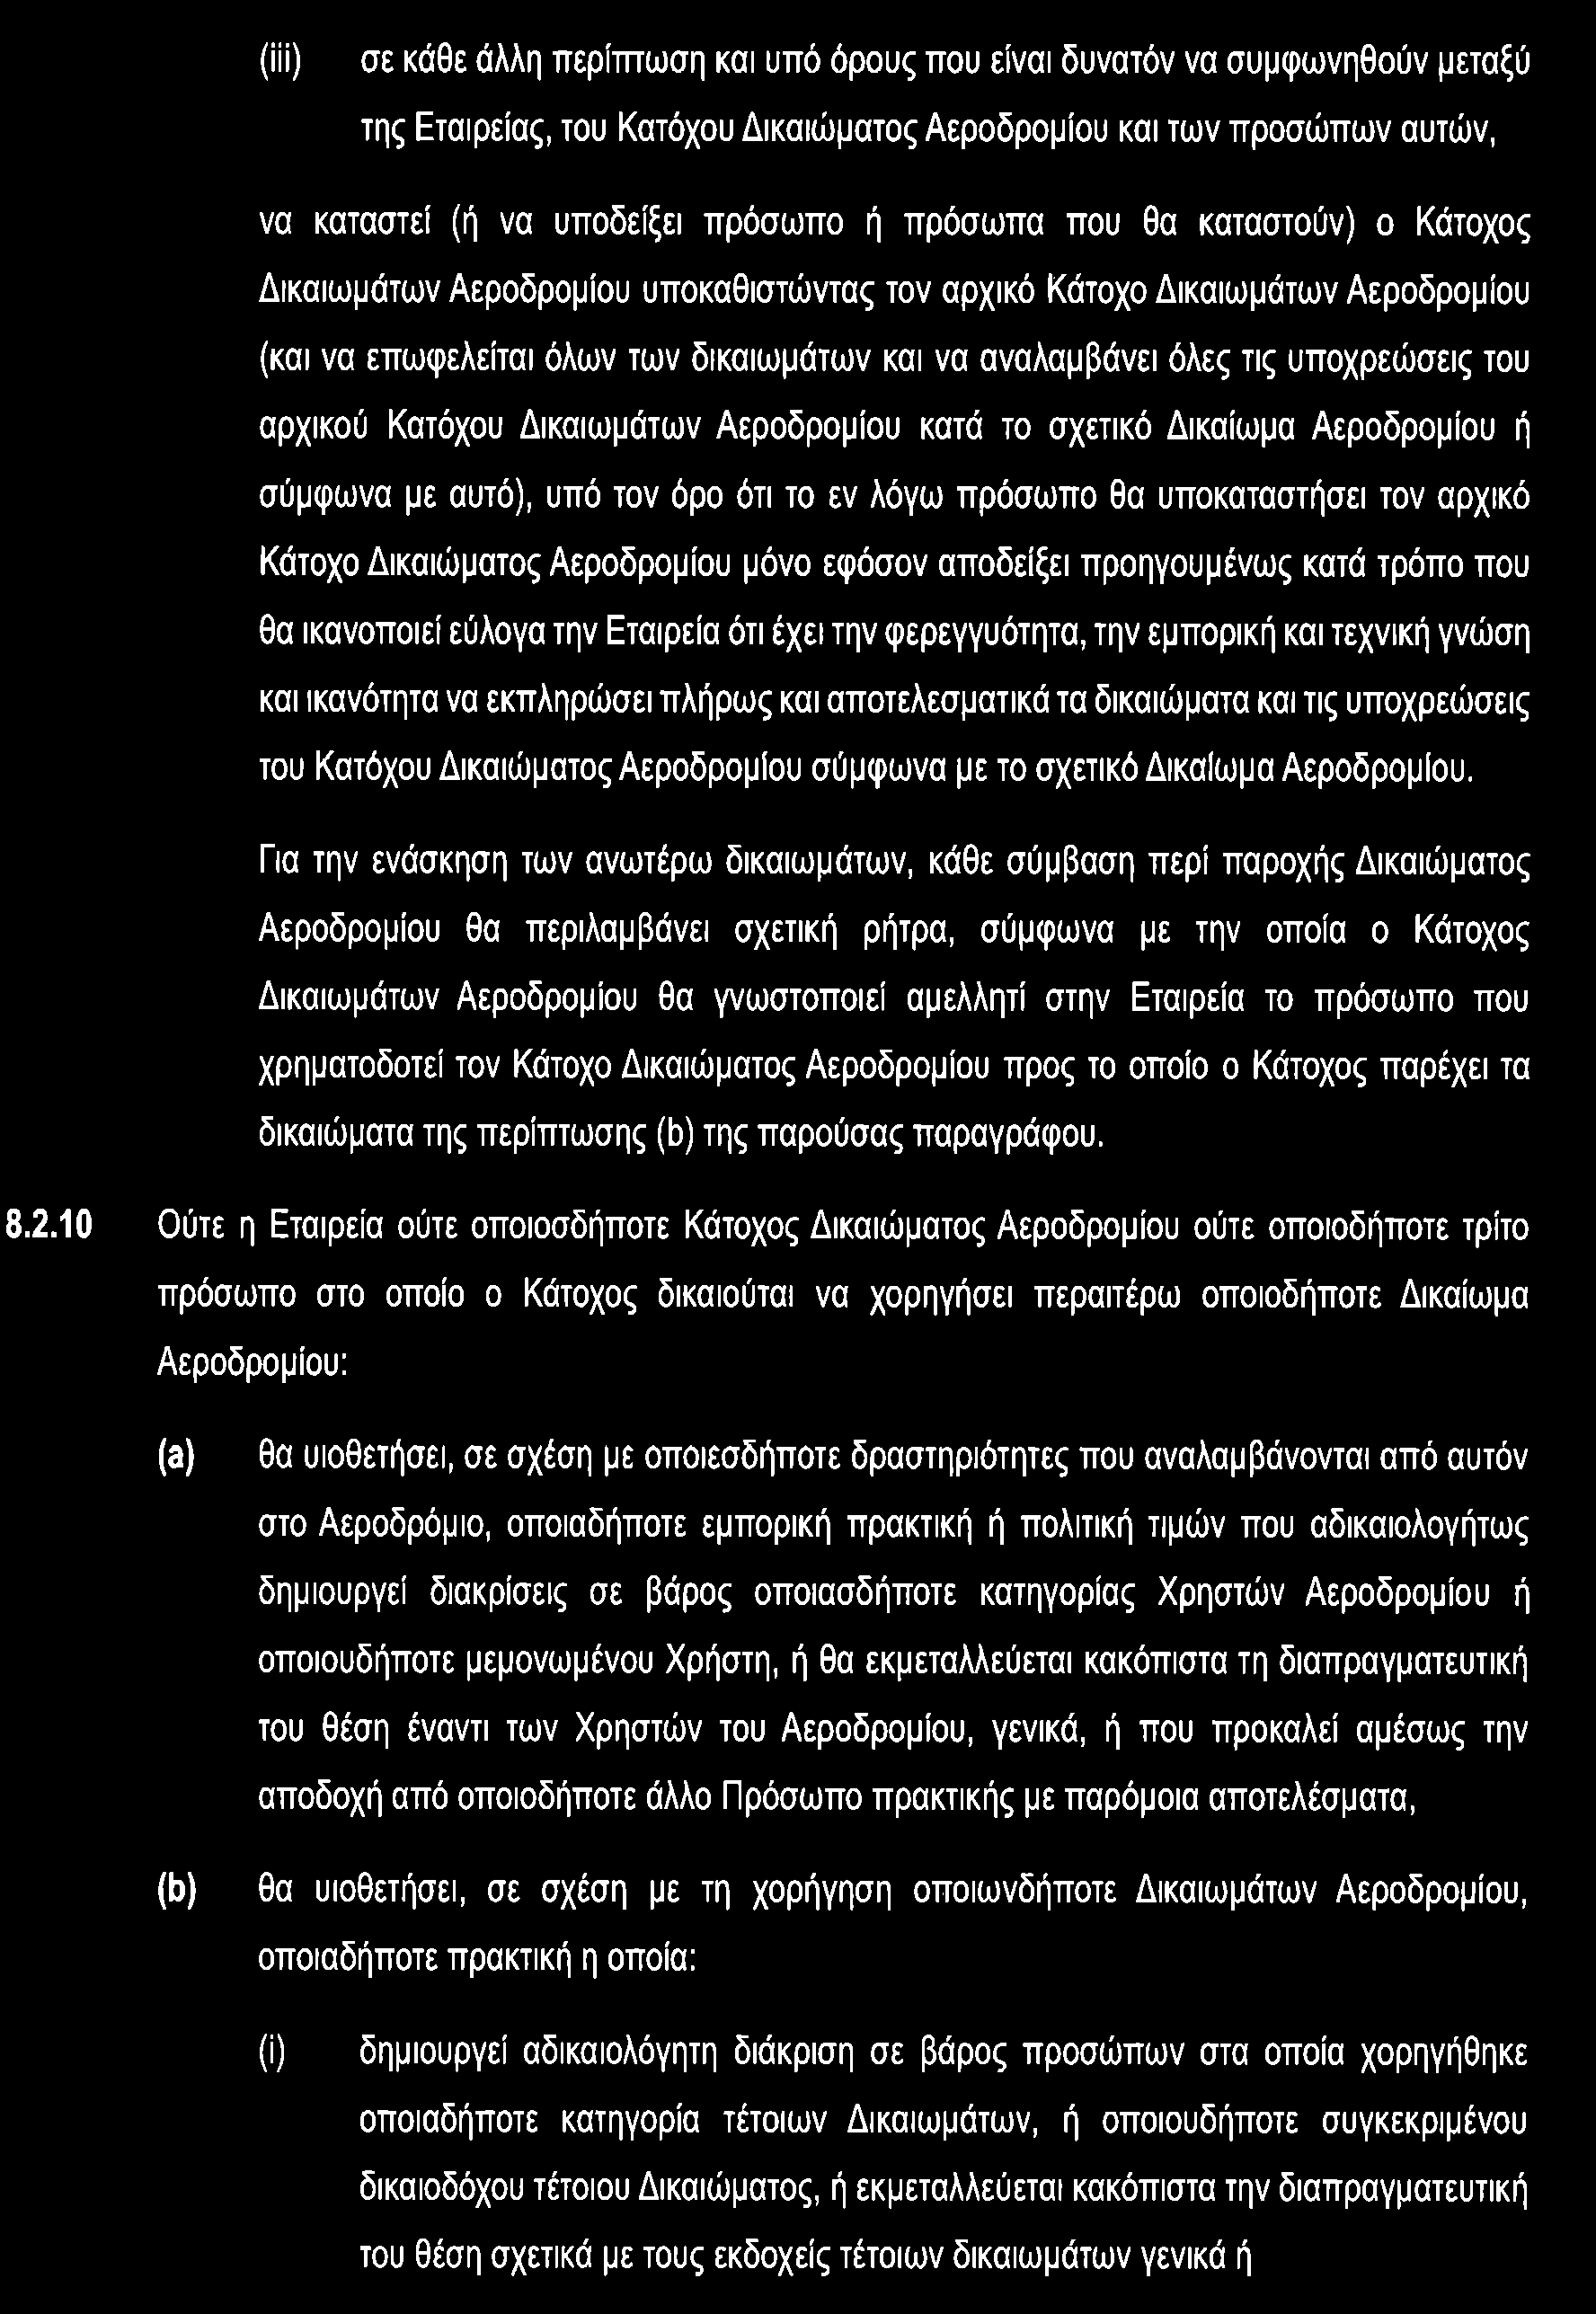 (iii) σε κάθε άλλη περίπτωση και υπό όρους που είναι δυνατόν να συμφωνηθούν μεταξύ
της Εταιρείας, του Κατόχου Δικαιώματος Αεροδρομίου και των προσώπων αυτών,
να καταστεί (ή να υποδείξει πρόσωπο ή πρόσωπα που θα καταστούν) ο Κάτοχος
Δικαιωμάτων Αεροδρομίου υποκαθιστώντας τον αρχικό Κάτοχο Δικαιωμάτων Αεροδρομίου
(και να επωφελείται όλων των δικαιωμάτων και να αναλαμβάνει όλες τις υποχρεώσεις του
αρχικού Κατόχου Δικαιωμάτων Αεροδρομίου κατά το σχετικό Δικαίωμα Αεροδρομίου ή
σύμφωνα με αυτό), υπό τον όρο ότι το εν λόγω πρόσωπο θα υποκαταστήσει τον αρχικό
Κάτοχο Δικαιώματος Αεροδρομίου μόνο εφόσον αποδείξει προηγουμένως κατά τρόπο που
θα ικανοποιεί εύλογα την Εταιρεία ότι έχει την φερεγγυότητα, την εμπορική και τεχνική γνώση
και ικανότητα να εκπληρώσει πλήρως και αποτελεσματικά τα δικαιώματα και τις υποχρεώσεις
του Κατόχου Δικαιώματος Αεροδρομίου σύμφωνα με το σχετικό Δικαίωμα Αεροδρομίου.
Για την ενάσκηση των ανωτέρω δικαιωμάτων, κάθε σύμβαση περί παροχής Δικαιώματος
Αεροδρομίου θα περιλαμβάνει σχετική ρήτρα, σύμφωνα με την οποία ο Κάτοχος
Δικαιωμάτων Αεροδρομίου θα γνωστοποιεί αμελλητί στην Εταιρεία το πρόσωπο που
χρηματοδοτεί τον Κάτοχο Δικαιώματος Αεροδρομίου προς το οποίο ο Κάτοχος παρέχει τα
δικαιώματα της περίπτωσης (b) της παρούσας παραγράφου.
8.2.10 Ούτε η Εταιρεία ούτε οποιοσδήποτε Κάτοχος Δικαιώματος Αεροδρομίου ούτε οποιοδήποτε τρίτο
πρόσωπο στο οποίο ο Κάτοχος δικαιούται να χορηγήσει περαιτέρω οποιοδήποτε Δικαίωμα
Αεροδρομίου:
(a) θα υιοθετήσει, σε σχέση με οποιεσδήποτε δραστηριότητες που αναλαμβάνονται από αυτόν
στο Αεροδρόμιο, οποιαδήποτε εμπορική πρακτική ή πολιτική τιμών που αδικαιολογήτως
δημιουργεί διακρίσεις σε βάρος οποιασδήποτε κατηγορίας Χρηστών Αεροδρομίου ή
οποιουδήποτε μεμονωμένου Χρήστη, ή θα εκμεταλλεύεται κακόπιστα τη διαπραγματευτική
του θέση έναντι των Χρηστών του Αεροδρομίου, γενικά, ή που προκαλεί αμέσως την
αποδοχή από οποιοδήποτε άλλο Πρόσωπο πρακτικής με παρόμοια αποτελέσματα,
(b) θα υιοθετήσει, σε σχέση με τη χορήγηση οποιωνδήποτε Δικαιωμάτων Αεροδρομίου,
οποιαδήποτε πρακτική η οποία:
(i) δημιουργεί αδικαιολόγητη διάκριση σε βάρος προσώπων στα οποία χορηγήθηκε
οποιαδήποτε κατηγορία τέτοιων Δικαιωμάτων, ή οποιουδήποτε συγκεκριμένου
δικαιοδόχου τέτοιου Δικαιώματος, ή εκμεταλλεύεται κακόπιστα την διαπραγματευτική
του θέση σχετικά με τους εκδοχείς τέτοιων δικαιωμάτων γενικά ή